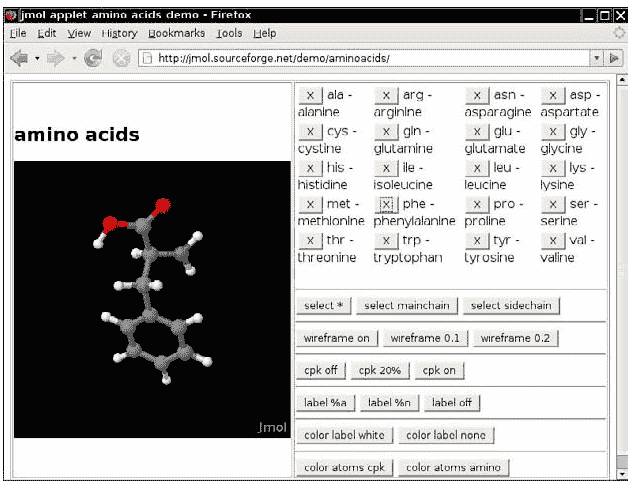 jmol applet amino acids demo - Firefox
File Edit View History Bookmarks Tools Help
http://jmol.sourceforge.net/demo/aminoacids/
amino acids
Jmol
x ala - alanine
x arg - arginine
x asn - asparagine
x asp - aspartate
x cys - cystine
x gln - glutamine
x glu - glutamate
x gly - glycine
x his - histidine
x ile - isoleucine
x leu - leucine
x lys - lysine
x met - methionine
x phe - phenylalanine
x pro - proline
x ser - serine
x thr - threonine
x trp - tryptophan
x tyr - tyrosine
x val - valine
select * select mainchain select sidechain
wireframe on wireframe 0.1 wireframe 0.2
cpk off cpk 20% cpk on
label %a label %n label off
color label white color label none
color atoms cpk color atoms amino